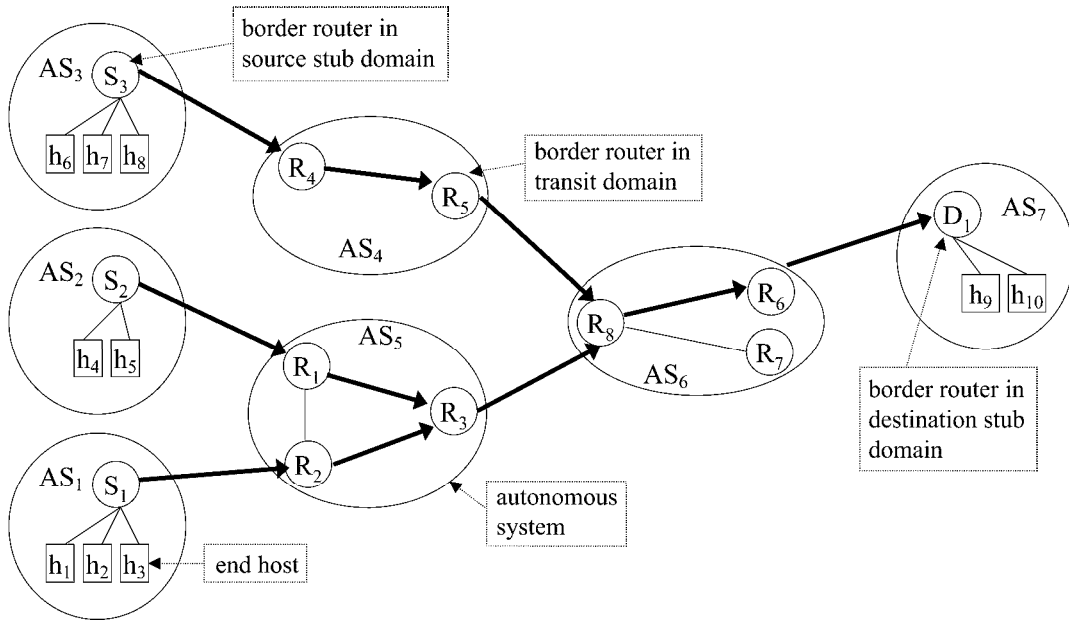 border router in
source stub domain
AS₃
S₃
h₆ h₇ h₈
R₄
R₅
AS₄
border router in
transit domain
D₁
AS₇
h₉ h₁₀
AS₂
S₂
h₄ h₅
AS₅
R₁
R₂
R₃
R₈
R₆
R₇
AS₆
border router in
destination stub
domain
AS₁
S₁
h₁ h₂ h₃
end host
autonomous
system